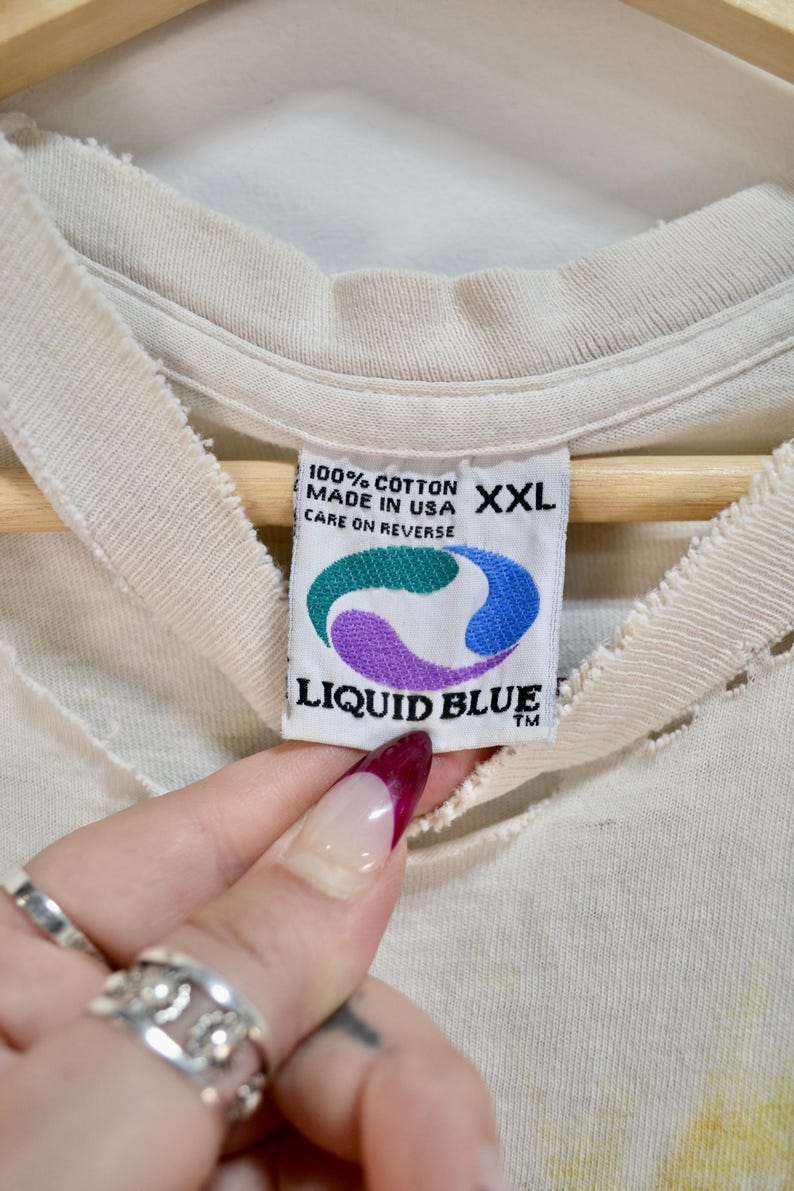 100% COTTON
MADE IN USA
CARE ON REVERSE
XXL
LIQUID BLUE
TM